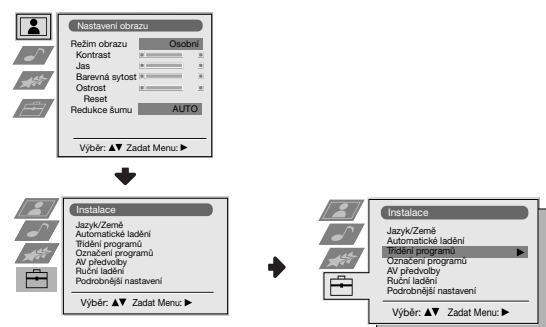 Nastavení obrazu
Režim obrazu Osobní
Kontrast
Jas
Barevná sytost
Ostrost
Reset
Redukce šumu AUTO
Výběr: ▲▼ Zadat Menu: ►
Instalace
Jazyk/Země
Automatické ladění
Třídění programů
Označení programů
AV předvolby
Ruční ladění
Podrobnější nastavení
Výběr: ▲▼ Zadat Menu: ►
Instalace
Jazyk/Země
Automatické ladění
Třídění programů ►
Označení programů
AV předvolby
Ruční ladění
Podrobnější nastavení
Výběr: ▲▼ Zadat Menu: ►